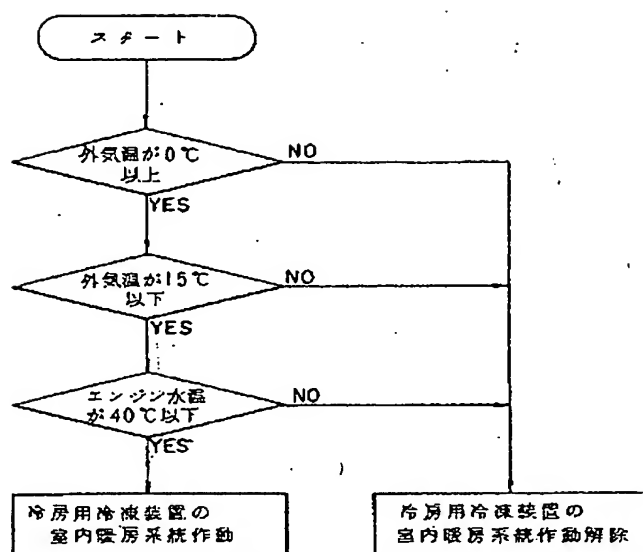 スタート
外気温が0℃
以上
NO
YES
外気温が15℃
以下
NO
YES
エンジン水温
が40℃以下
NO
YES
冷房用冷凍装置の
室内暖房系統作動
冷房用冷凍装置の
室内暖房系統作動解除